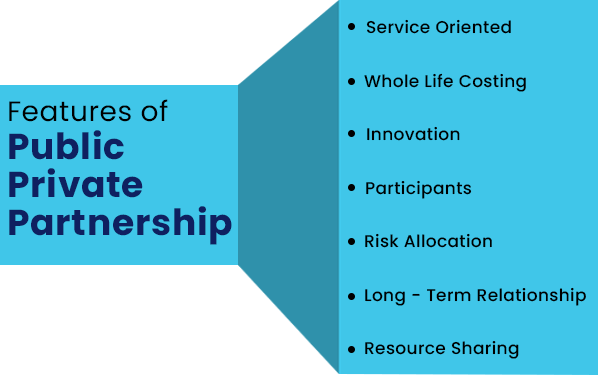 Features of
Public
Private
Partnership
• Service Oriented
• Whole Life Costing
• Innovation
• Participants
• Risk Allocation
• Long - Term Relationship
• Resource Sharing